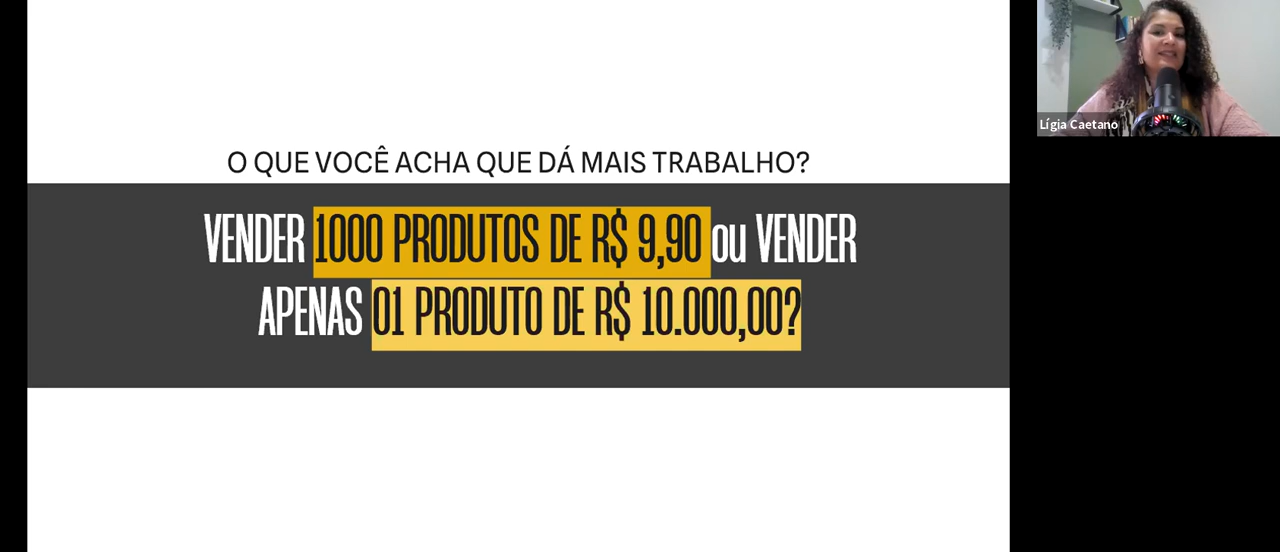 O QUE VOCÊ ACHA QUE DÁ MAIS TRABALHO?
VENDER 1000 PRODUTOS DE R$ 9,90 ou VENDER
APENAS 01 PRODUTO DE R$ 10.000,00?
Lígia Caetano